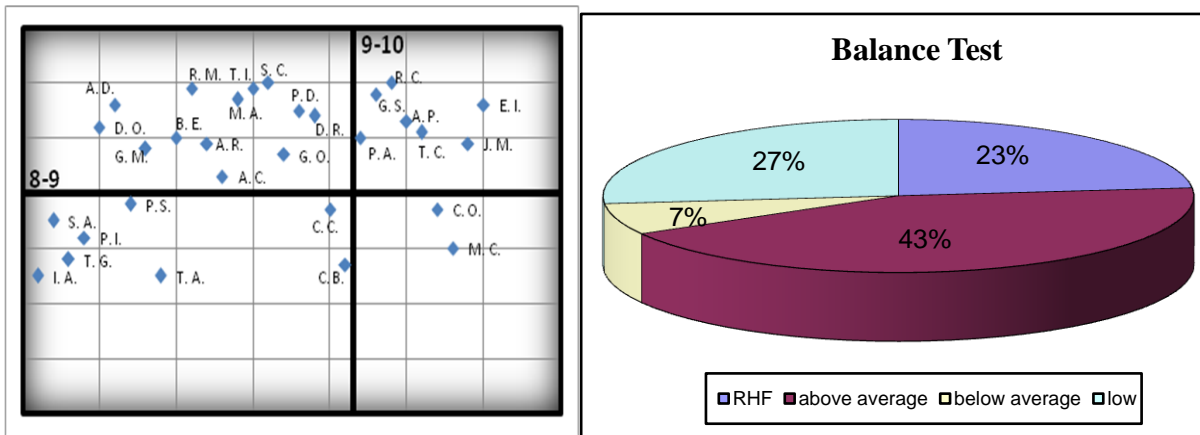 9-10
R. M. T. I. S. C.
R. C.
A. D.
P. D.
G. S.
E. I.
M. A.
A. P.
D. O.
B. E.
D. R.
G. M.
A. R.
G. O.
P. A.
T. C.
J. M.
8-9
A. C.
P. S.
S. A.
C. C.
C. O.
P. I.
M. C.
T. G.
I. A.
T. A.
C. B.
Balance Test
27%
23%
7%
43%
RHF above average below average low